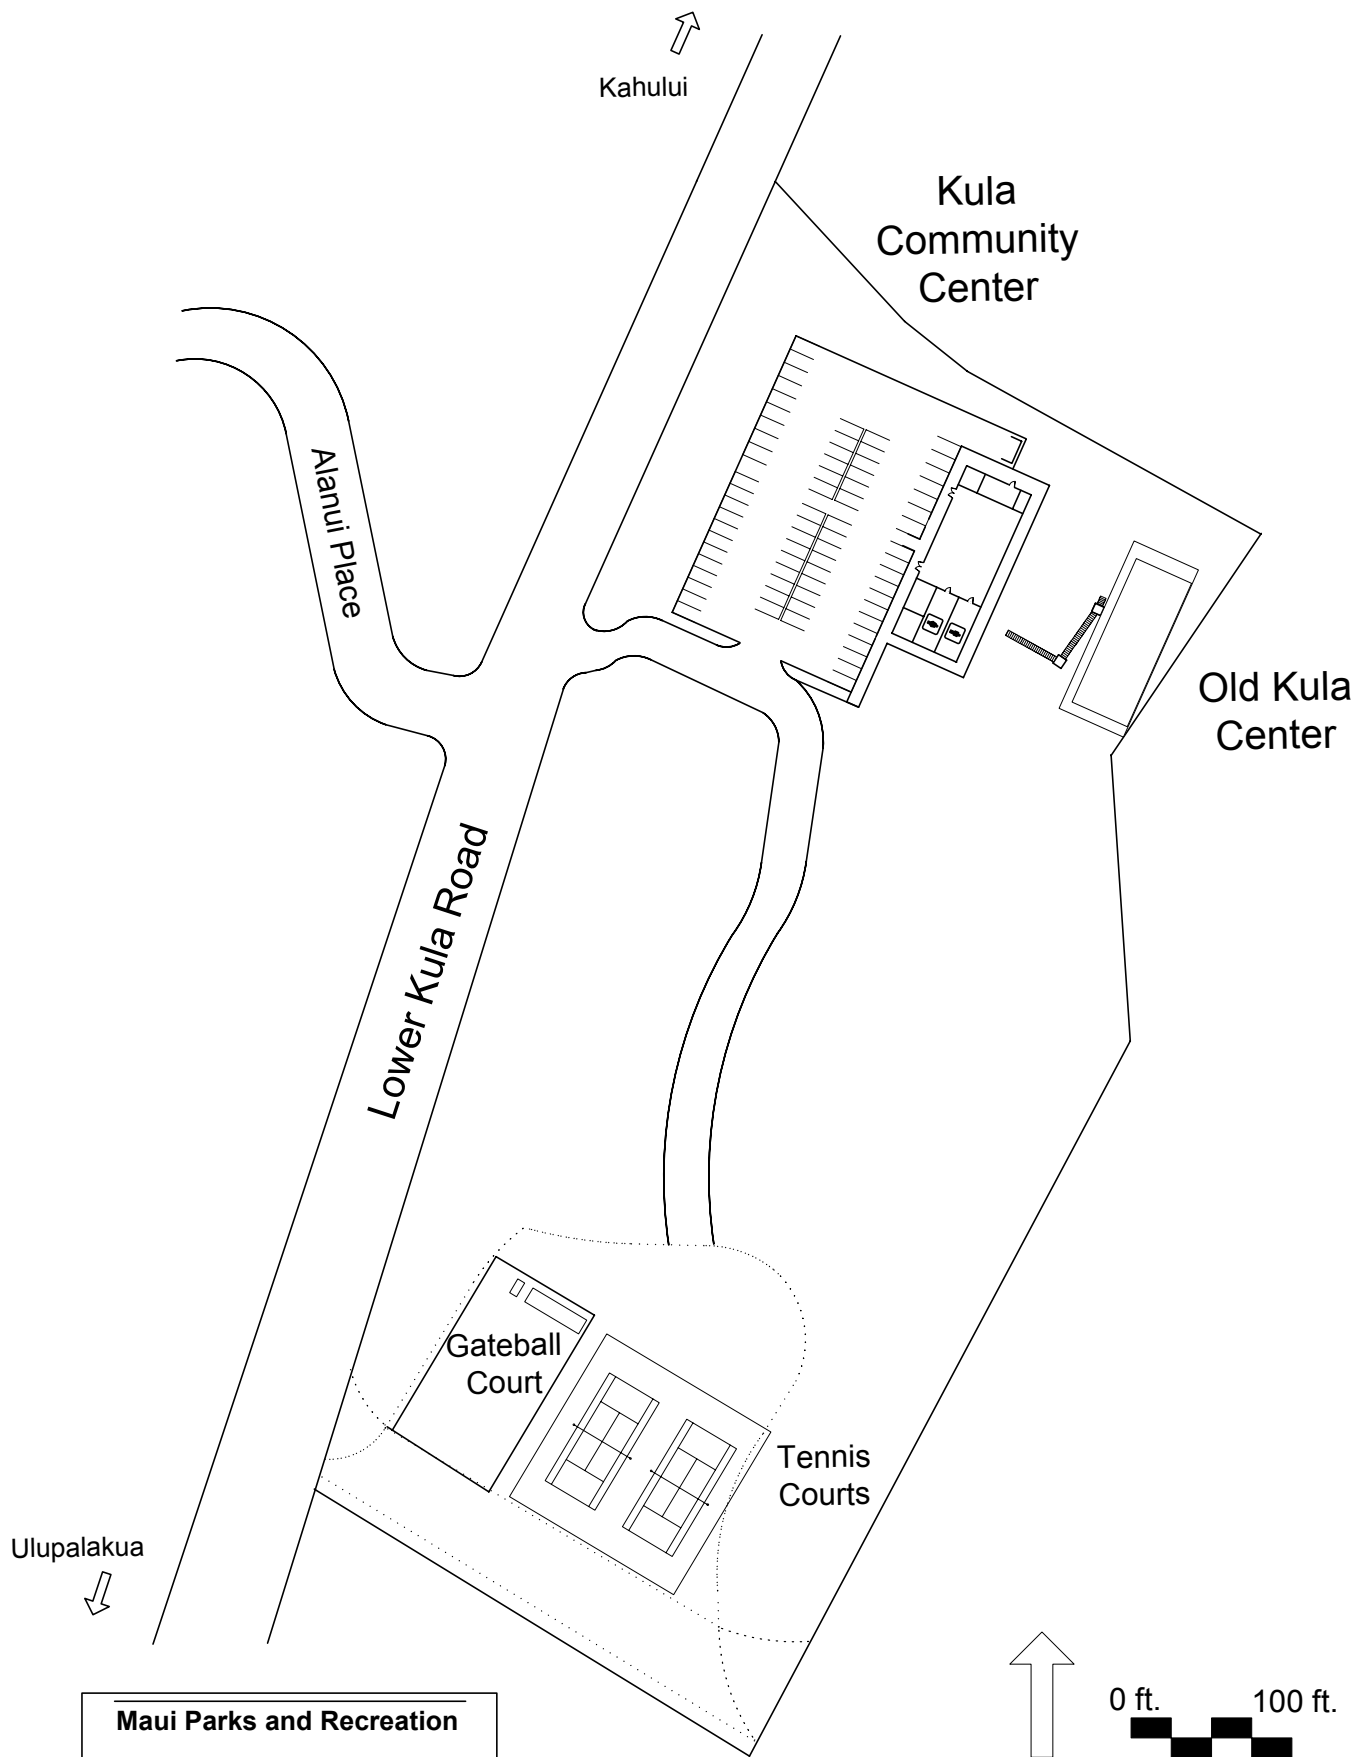 Kahului
Kula
Community
Center
Alanui Place
Old Kula
Center
Lower Kula Road
Gateball
Court
Tennis
Courts
Ulupalakua
0 ft. 100 ft.
Maui Parks and Recreation